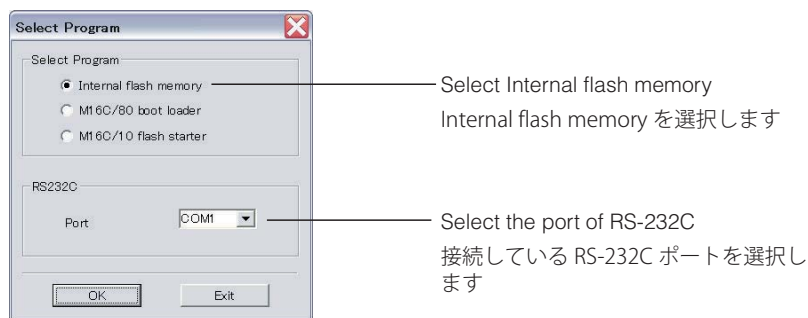 Select Program
Select Program
Internal flash memory
M16C/80 boot loader
M16C/10 flash starter
RS232C
Port
COM1
OK
Exit
Select Internal flash memory
Internal flash memory を選択します
Select the port of RS-232C
接続している RS-232C ポートを選択し
ます